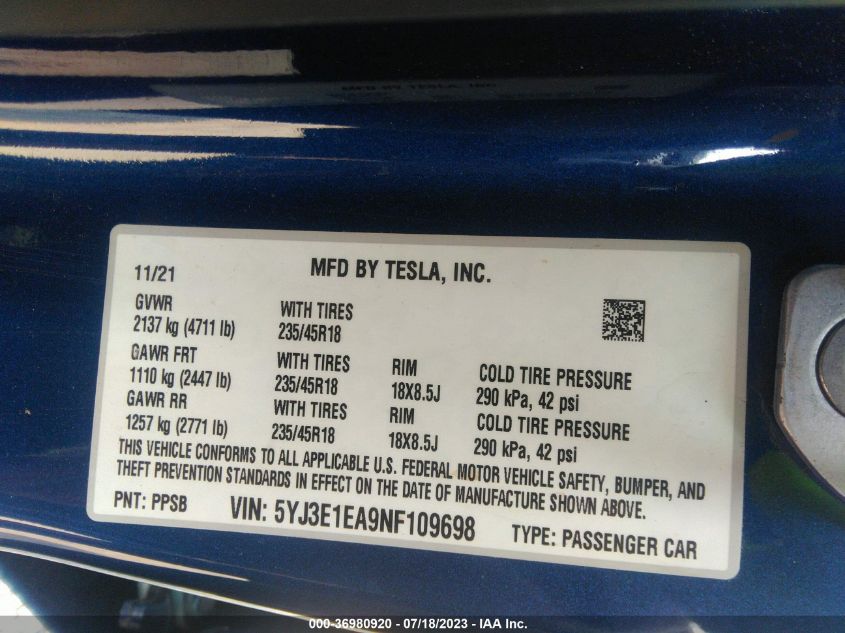 MFD BY TESLA, INC.
11/21 MFD BY TESLA, INC.
GVWR WITH TIRES
2137 kg (4711 lb) 235/45R18
GAWR FRT WITH TIRES RIM COLD TIRE PRESSURE
1110 kg (2447 lb) 235/45R18 18X8.5J 290 kPa, 42 psi
GAWR RR WITH TIRES RIM COLD TIRE PRESSURE
1257 kg (2771 lb) 235/45R18 18X8.5J 290 kPa, 42 psi
THIS VEHICLE CONFORMS TO ALL APPLICABLE U.S. FEDERAL MOTOR VEHICLE SAFETY, BUMPER, AND
THEFT PREVENTION STANDARDS IN EFFECT ON THE DATE OF MANUFACTURE SHOWN ABOVE.
PNT: PPSB VIN: 5YJ3E1EA9NF109698 TYPE: PASSENGER CAR
000-36980920 - 07/18/2023 - IAA Inc.